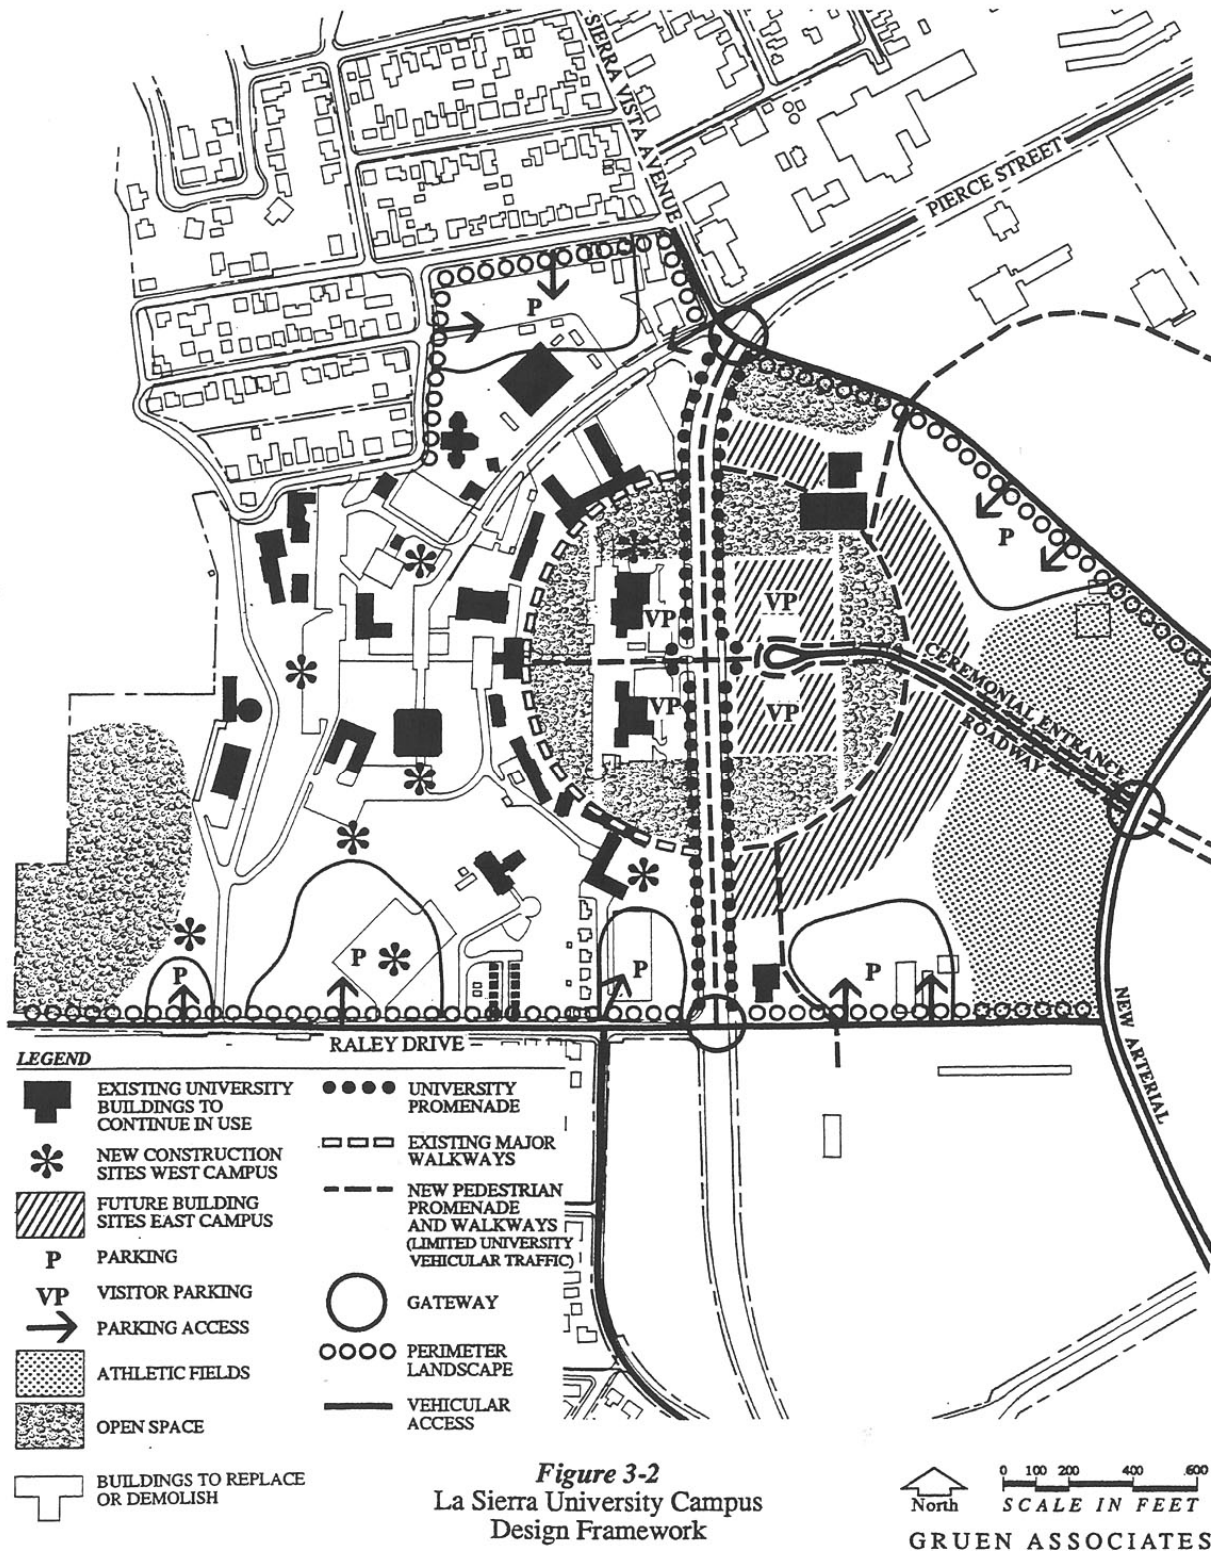 SIERRA VISTA AVENUE
PIERCE STREET
P
P
VP
VP
CEREMONIAL ENTRANCE
ROADWAY
VP
VP
P
P
P
P
NEW ARTERIAL
RALEY DRIVE
LEGEND
EXISTING UNIVERSITY
BUILDINGS TO
CONTINUE IN USE
NEW CONSTRUCTION
SITES WEST CAMPUS
FUTURE BUILDING
SITES EAST CAMPUS
P PARKING
VP VISITOR PARKING
PARKING ACCESS
ATHLETIC FIELDS
OPEN SPACE
BUILDINGS TO REPLACE
OR DEMOLISH
UNIVERSITY
PROMENADE
EXISTING MAJOR
WALKWAYS
NEW PEDESTRIAN
PROMENADE
AND WALKWAYS
(LIMITED UNIVERSITY
VEHICULAR TRAFFIC)
GATEWAY
PERIMETER
LANDSCAPE
VEHICULAR
ACCESS
Figure 3-2
La Sierra University Campus
Design Framework
North
0 100 200 400 600
SCALE IN FEET
GRUEN ASSOCIATES